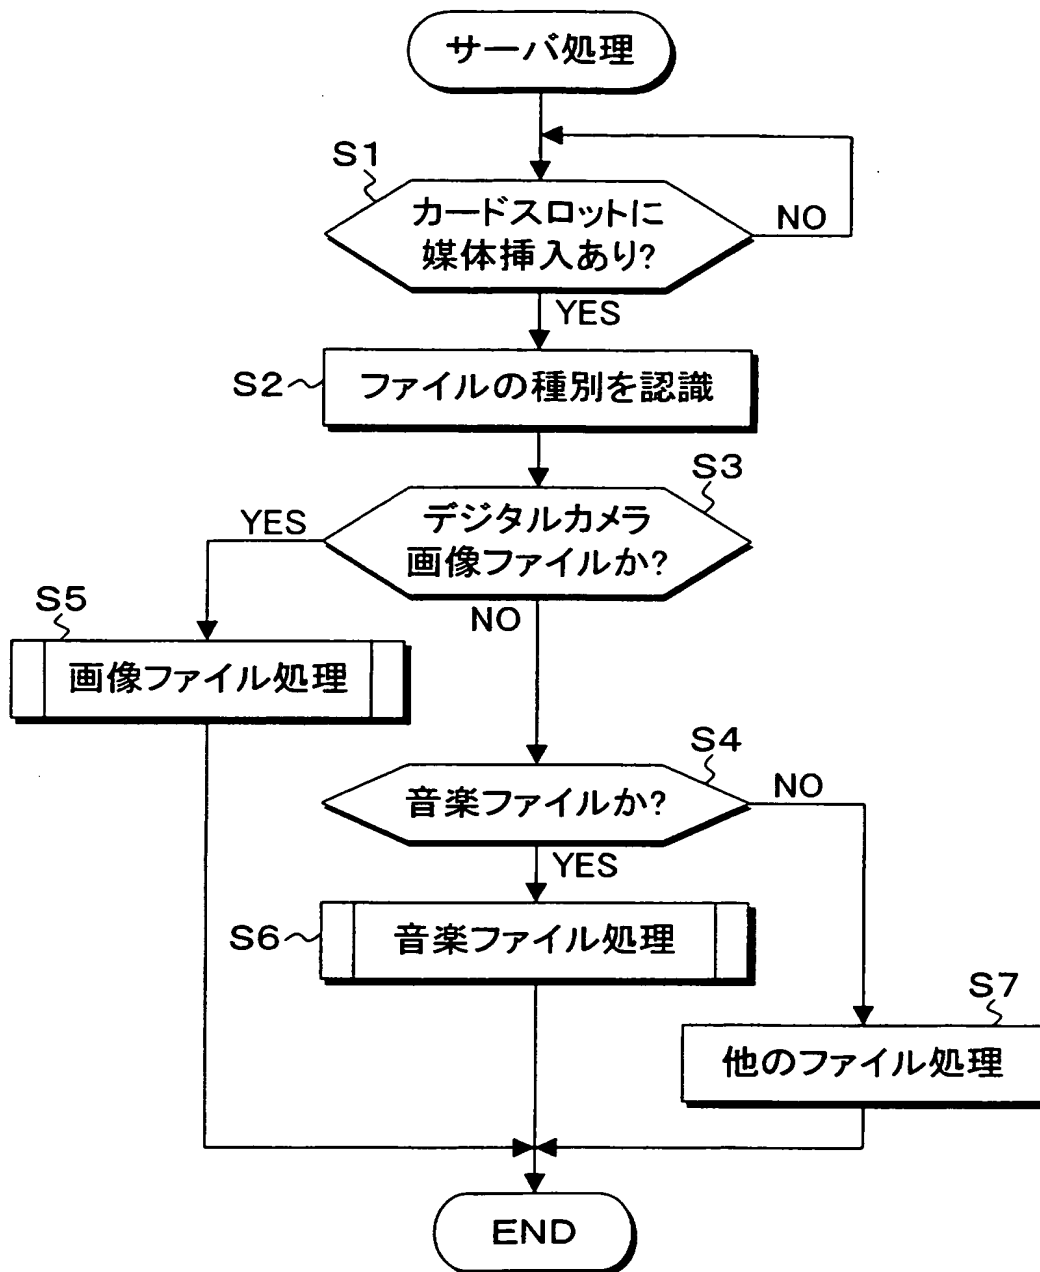 サーバ処理
S1
カードスロットに
媒体挿入あり?
NO
YES
S2
ファイルの種別を認識
S3
デジタルカメラ
画像ファイルか?
YES
NO
S5
画像ファイル処理
S4
音楽ファイルか?
NO
YES
S6
音楽ファイル処理
S7
他のファイル処理
END